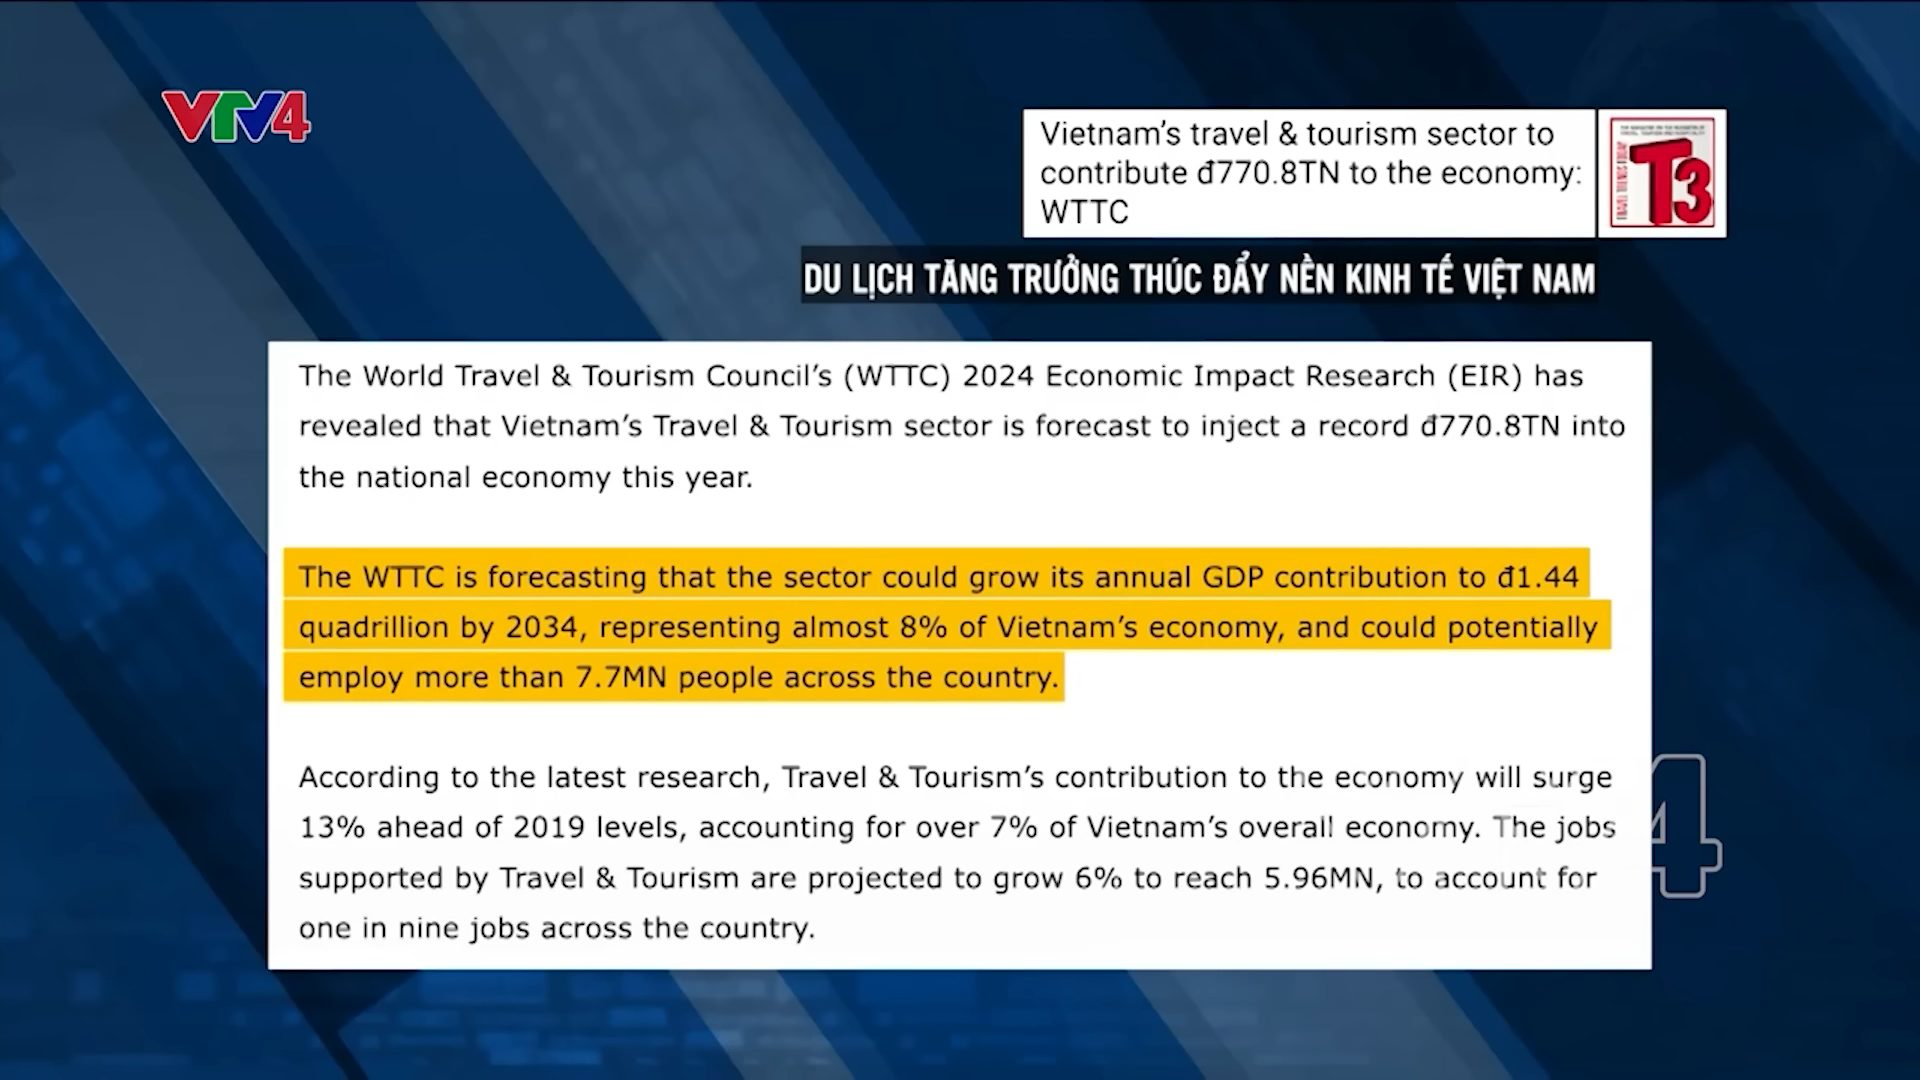 VTV4
Vietnam's travel & tourism sector to
contribute đ770.8TN to the economy:
WTTC
TRAVEL TRENDS TODAY
T3
DU LỊCH TĂNG TRƯỞNG THÚC ĐẨY NỀN KINH TẾ VIỆT NAM
The World Travel & Tourism Council's (WTTC) 2024 Economic Impact Research (EIR) has
revealed that Vietnam's Travel & Tourism sector is forecast to inject a record đ770.8TN into
the national economy this year.
The WTTC is forecasting that the sector could grow its annual GDP contribution to đ1.44
quadrillion by 2034, representing almost 8% of Vietnam's economy, and could potentially
employ more than 7.7MN people across the country.
According to the latest research, Travel & Tourism's contribution to the economy will surge
13% ahead of 2019 levels, accounting for over 7% of Vietnam's overall economy. The jobs
supported by Travel & Tourism are projected to grow 6% to reach 5.96MN, to account for
one in nine jobs across the country.
4